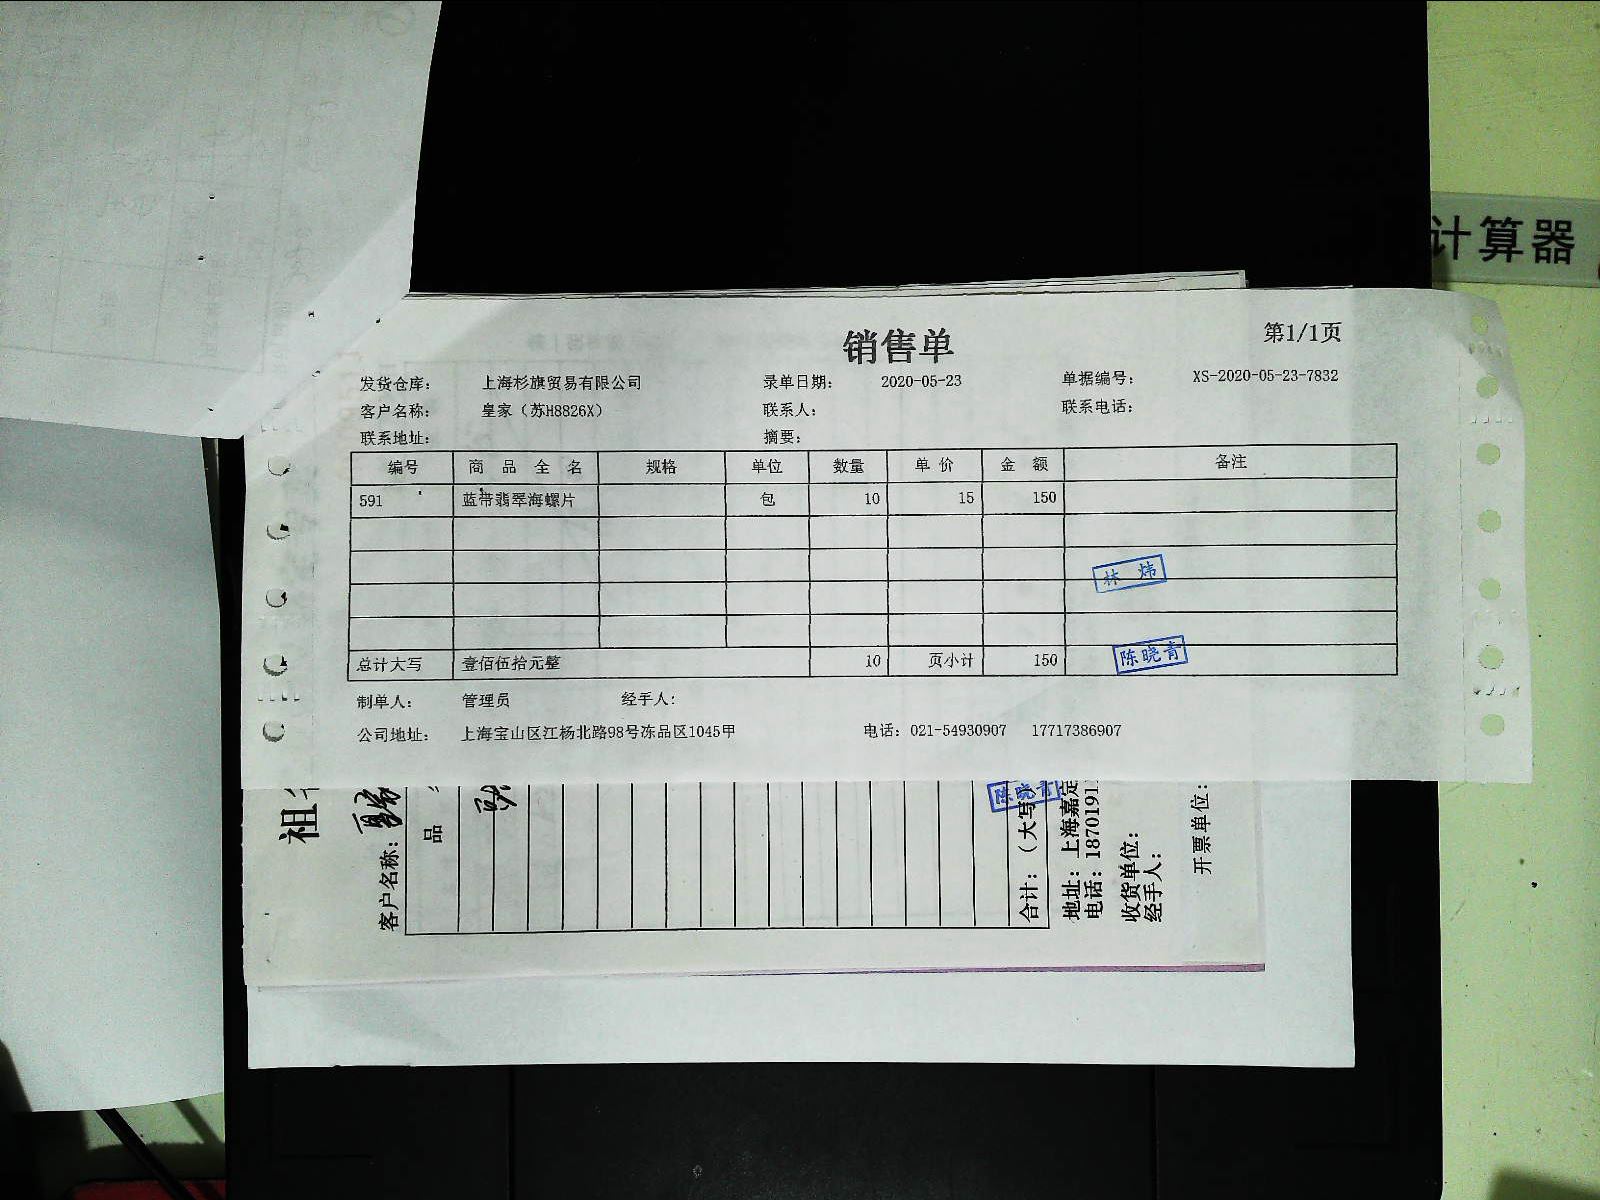 计算器
销售单
第1/1页
发货仓库： 上海杉旗贸易有限公司 录单日期： 2020-05-23 单据编号： XS-2020-05-23-7832
客户名称： 皇家（苏H8826X） 联系人： 联系电话：
联系地址： 摘要：
编号 商品全名 规格 单位 数量 单价 金额 备注
591 蓝带翡翠海螺片 包 10 15 150
林炜
总计大写 壹佰伍拾元整 10 页小计 150
陈晓青
制单人： 管理员 经手人：
公司地址： 上海宝山区江杨北路98号冻品区1045甲 电话：021-54930907 17717386907
祖
客户名称：
品
陈晓青
合计：（大写
地址：上海嘉定
电话：1870191
收货单位：
经手人：
开票单位：